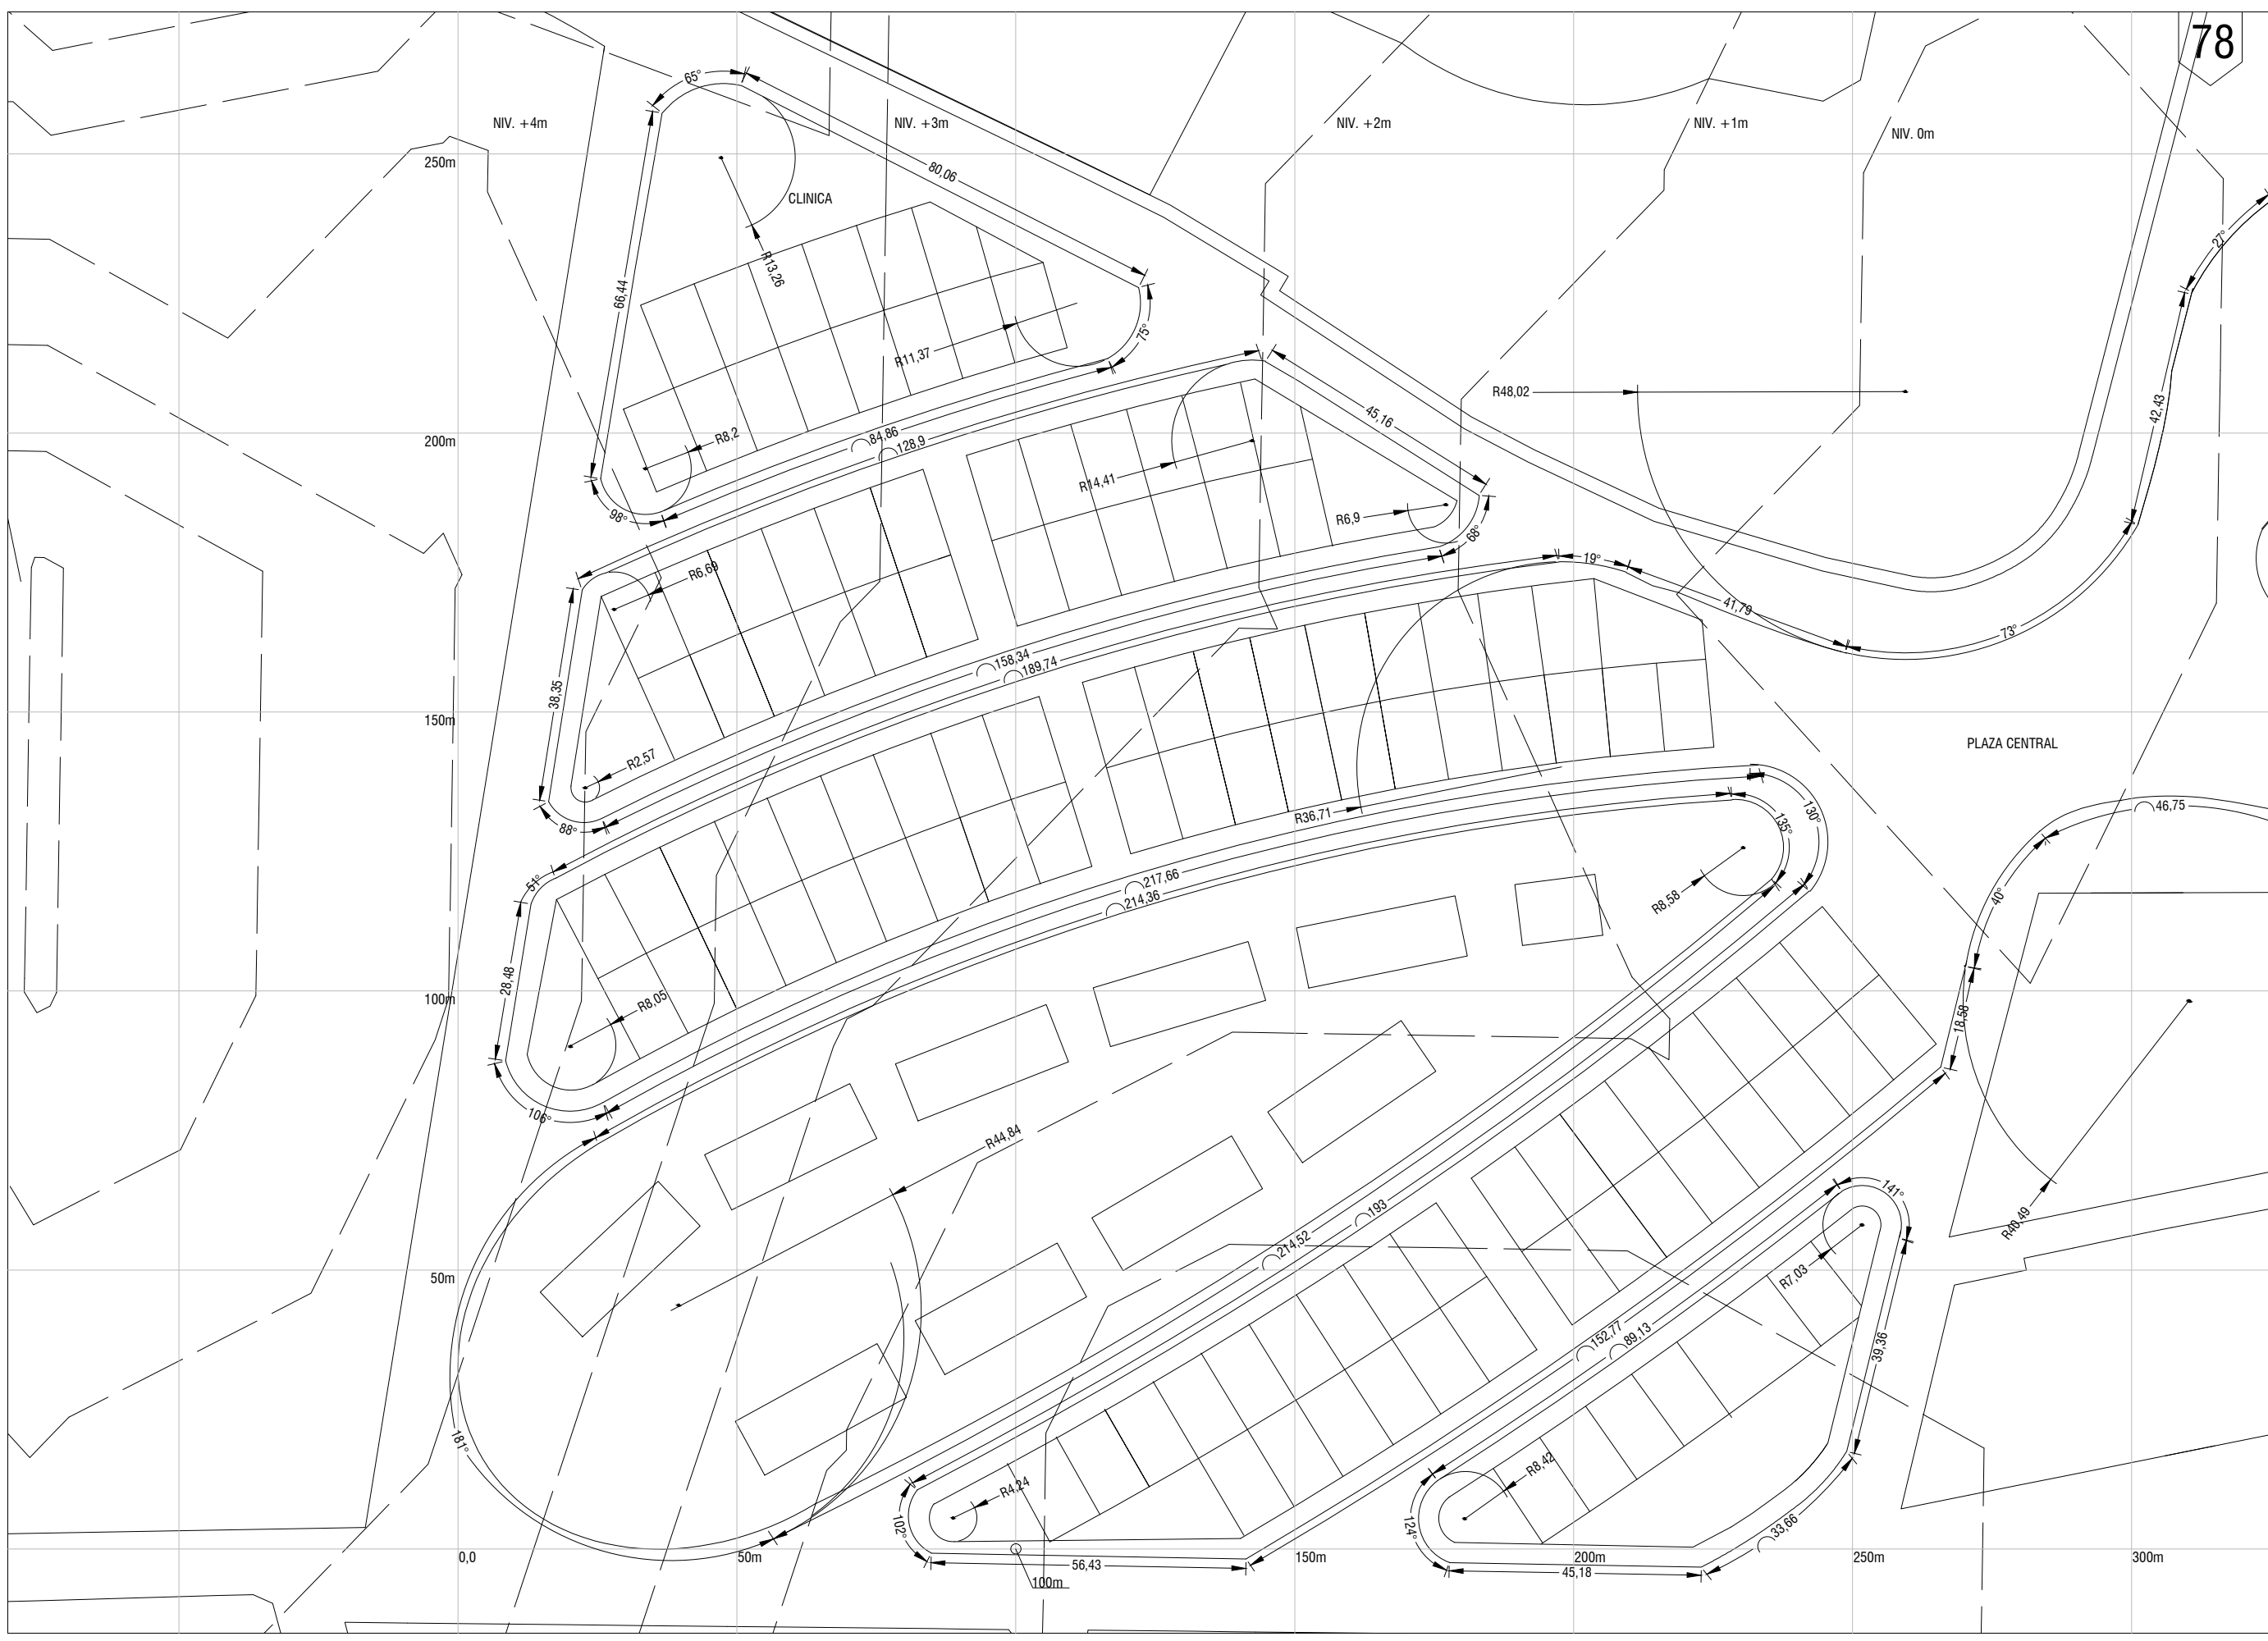 78
65°
NIV. +4m
NIV. +3m
NIV. +2m
NIV. +1m
NIV. 0m
250m
80,06
CLINICA
27°
R13,26
66,44
75°
R11,37
R48,02
42,43
45,16
200m
R8,2
84,86
128,9
R14,41
98°
R6,9
68°
19°
R6,69
41,79
73°
158,34
189,74
38,35
150m
PLAZA CENTRAL
R2,57
46,75
130°
R36,71
135°
88°
51°
217,66
214,36
R8,58
40°
28,48
100m
R8,05
18,58
106°
R44,84
141°
193
R40,49
214,52
50m
R7,03
152,77
89,13
39,36
181°
R8,42
R4,24
102°
124°
33,66
0,0
50m
150m
200m
250m
300m
56,43
45,18
100m